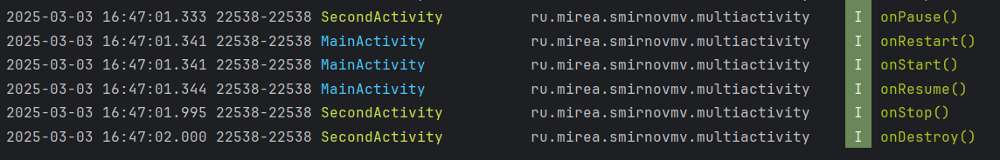 2025-03-03 16:47:01.333 22538-22538 SecondActivity ru.mirea.smirnovmv.multiactivity I onPause()
2025-03-03 16:47:01.341 22538-22538 MainActivity ru.mirea.smirnovmv.multiactivity I onRestart()
2025-03-03 16:47:01.341 22538-22538 MainActivity ru.mirea.smirnovmv.multiactivity I onStart()
2025-03-03 16:47:01.344 22538-22538 MainActivity ru.mirea.smirnovmv.multiactivity I onResume()
2025-03-03 16:47:01.995 22538-22538 SecondActivity ru.mirea.smirnovmv.multiactivity I onStop()
2025-03-03 16:47:02.000 22538-22538 SecondActivity ru.mirea.smirnovmv.multiactivity I onDestroy()